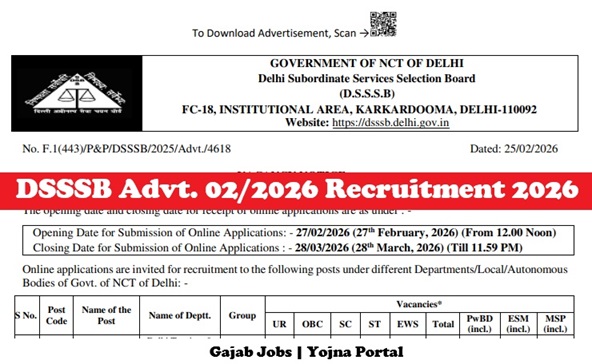 To Download Advertisement, Scan →
GOVERNMENT OF NCT OF DELHI
Delhi Subordinate Services Selection Board
(D.S.S.S.B)
FC-18, INSTITUTIONAL AREA, KARKARDOOMA, DELHI-110092
Website: https://dsssb.delhi.gov.in
No. F.1(443)/P&P/DSSSB/2025/Advt./4618 Dated: 25/02/2026
DSSSB Advt. 02/2026 Recruitment 2026
The opening date and closing date for receipt of online applications are as under : -
Opening Date for Submission of Online Applications: - 27/02/2026 (27th February, 2026) (From 12.00 Noon)
Closing Date for Submission of Online Applications : - 28/03/2026 (28th March, 2026) (Till 11.59 PM)
Online applications are invited for recruitment to the following posts under different Departments/Local/Autonomous
Bodies of Govt. of NCT of Delhi: -
S No. Post Code Name of the Post Name of Deptt. Group Vacancies*
UR OBC SC ST EWS Total PwBD (incl.) ESM (incl.) MSP (incl.)
Gajab Jobs | Yojna Portal